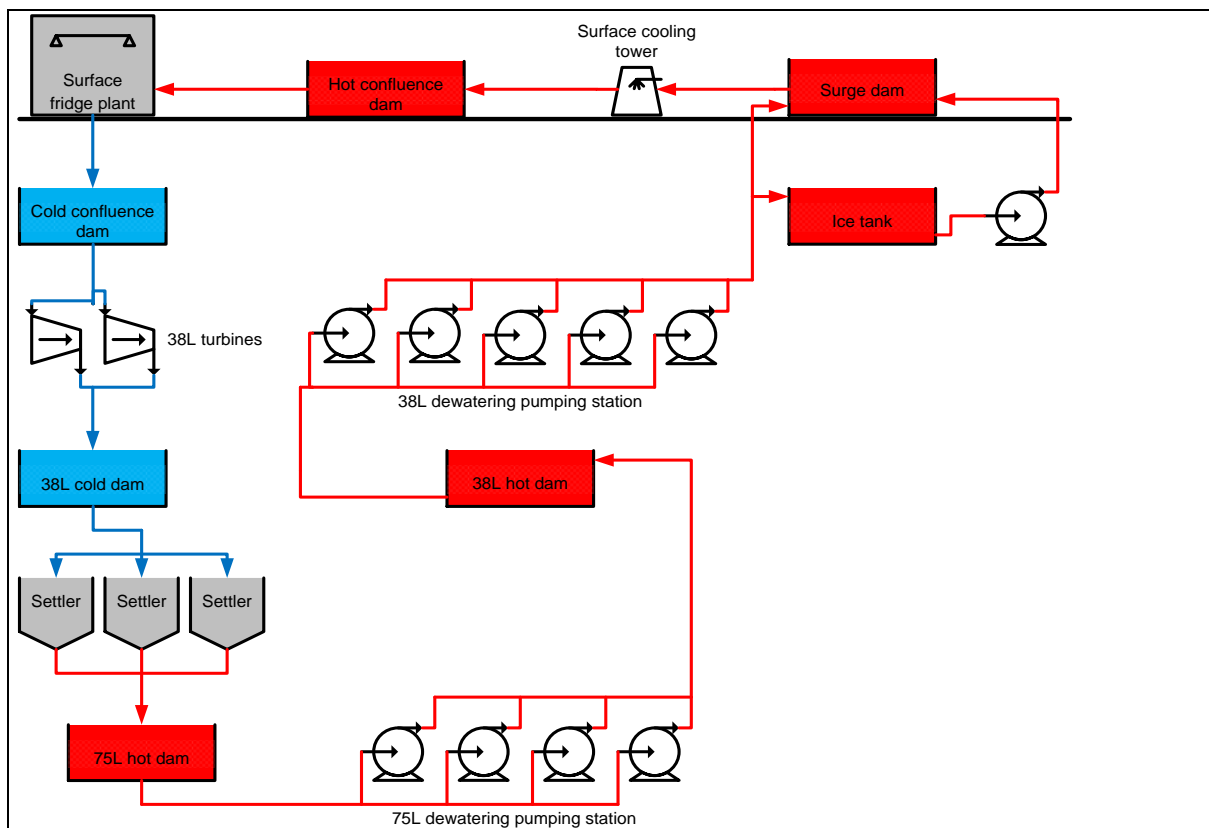 Surface cooling
tower
Surface
fridge plant
Hot confluence
dam
Surge dam
Cold confluence
dam
Ice tank
38L turbines
38L dewatering pumping station
38L cold dam
38L hot dam
Settler
Settler
Settler
75L hot dam
75L dewatering pumping station